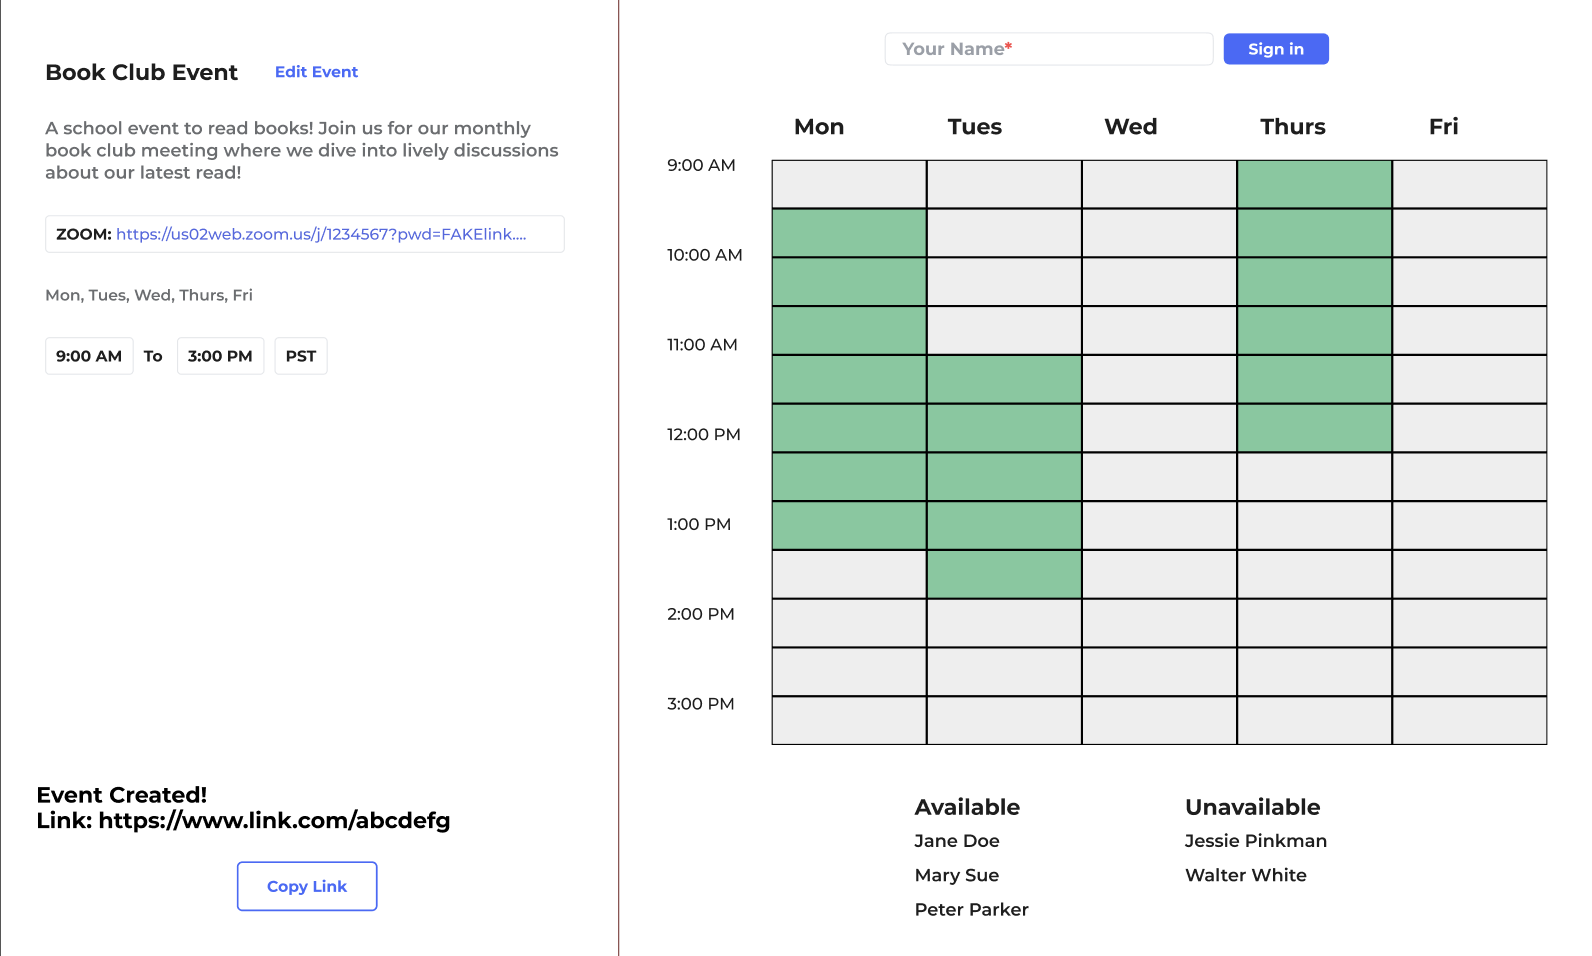 Book Club Event
Edit Event
A school event to read books! Join us for our monthly
book club meeting where we dive into lively discussions
about our latest read!
ZOOM: https://us02web.zoom.us/j/1234567?pwd=FAKElink....
Mon, Tues, Wed, Thurs, Fri
9:00 AM To 3:00 PM PST
Event Created!
Link: https://www.link.com/abcdefg
Copy Link
Your Name*
Sign in
Mon Tues Wed Thurs Fri
9:00 AM
10:00 AM
11:00 AM
12:00 PM
1:00 PM
2:00 PM
3:00 PM
Available
Jane Doe
Mary Sue
Peter Parker
Unavailable
Jessie Pinkman
Walter White